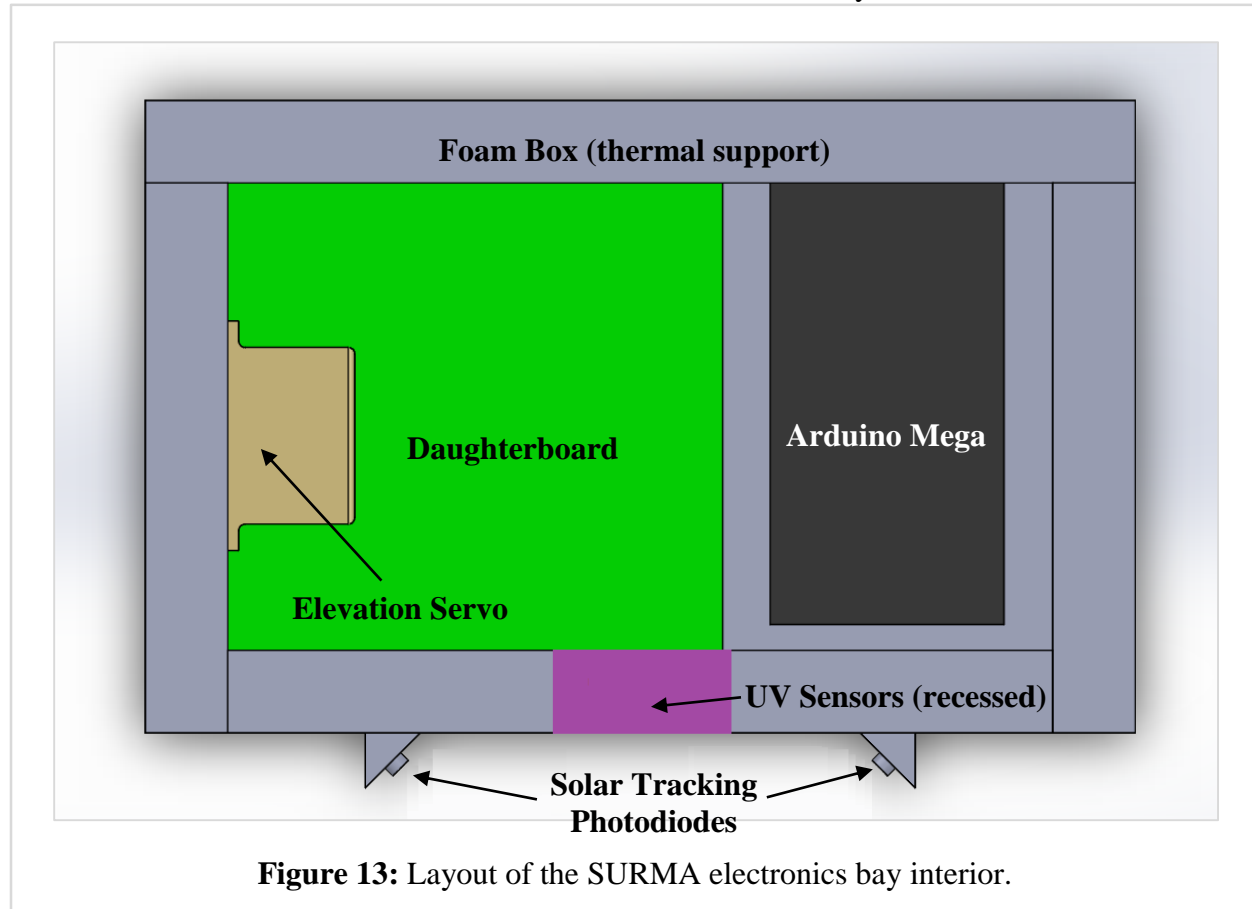 Foam Box (thermal support)
Daughterboard
Arduino Mega
Elevation Servo
UV Sensors (recessed)
Solar Tracking
Photodiodes
Figure 13: Layout of the SURMA electronics bay interior.